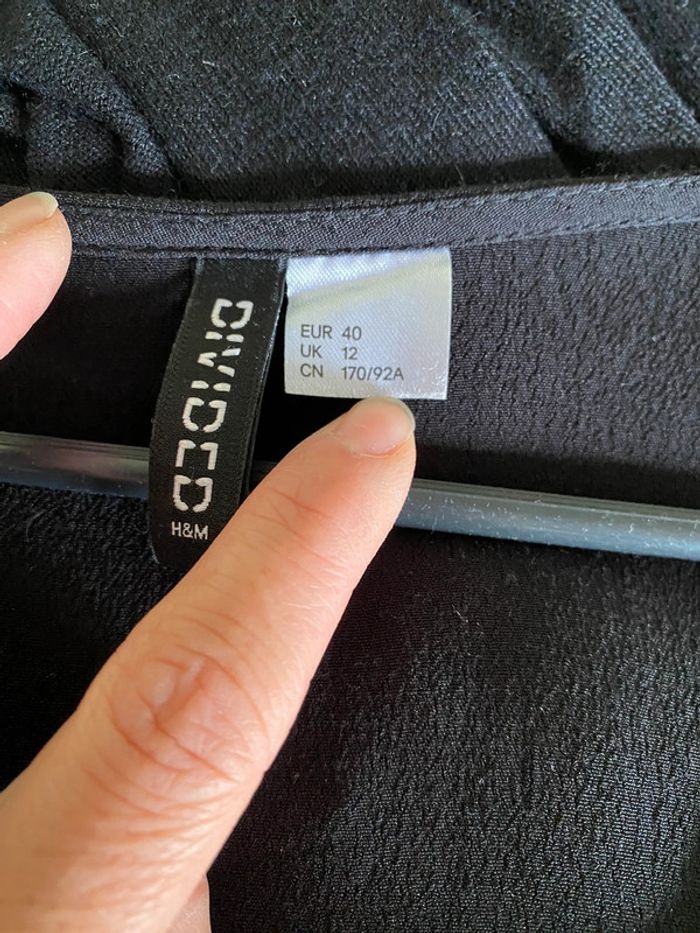 DIVIDED
H&M
EUR 40
UK 12
CN 170/92A